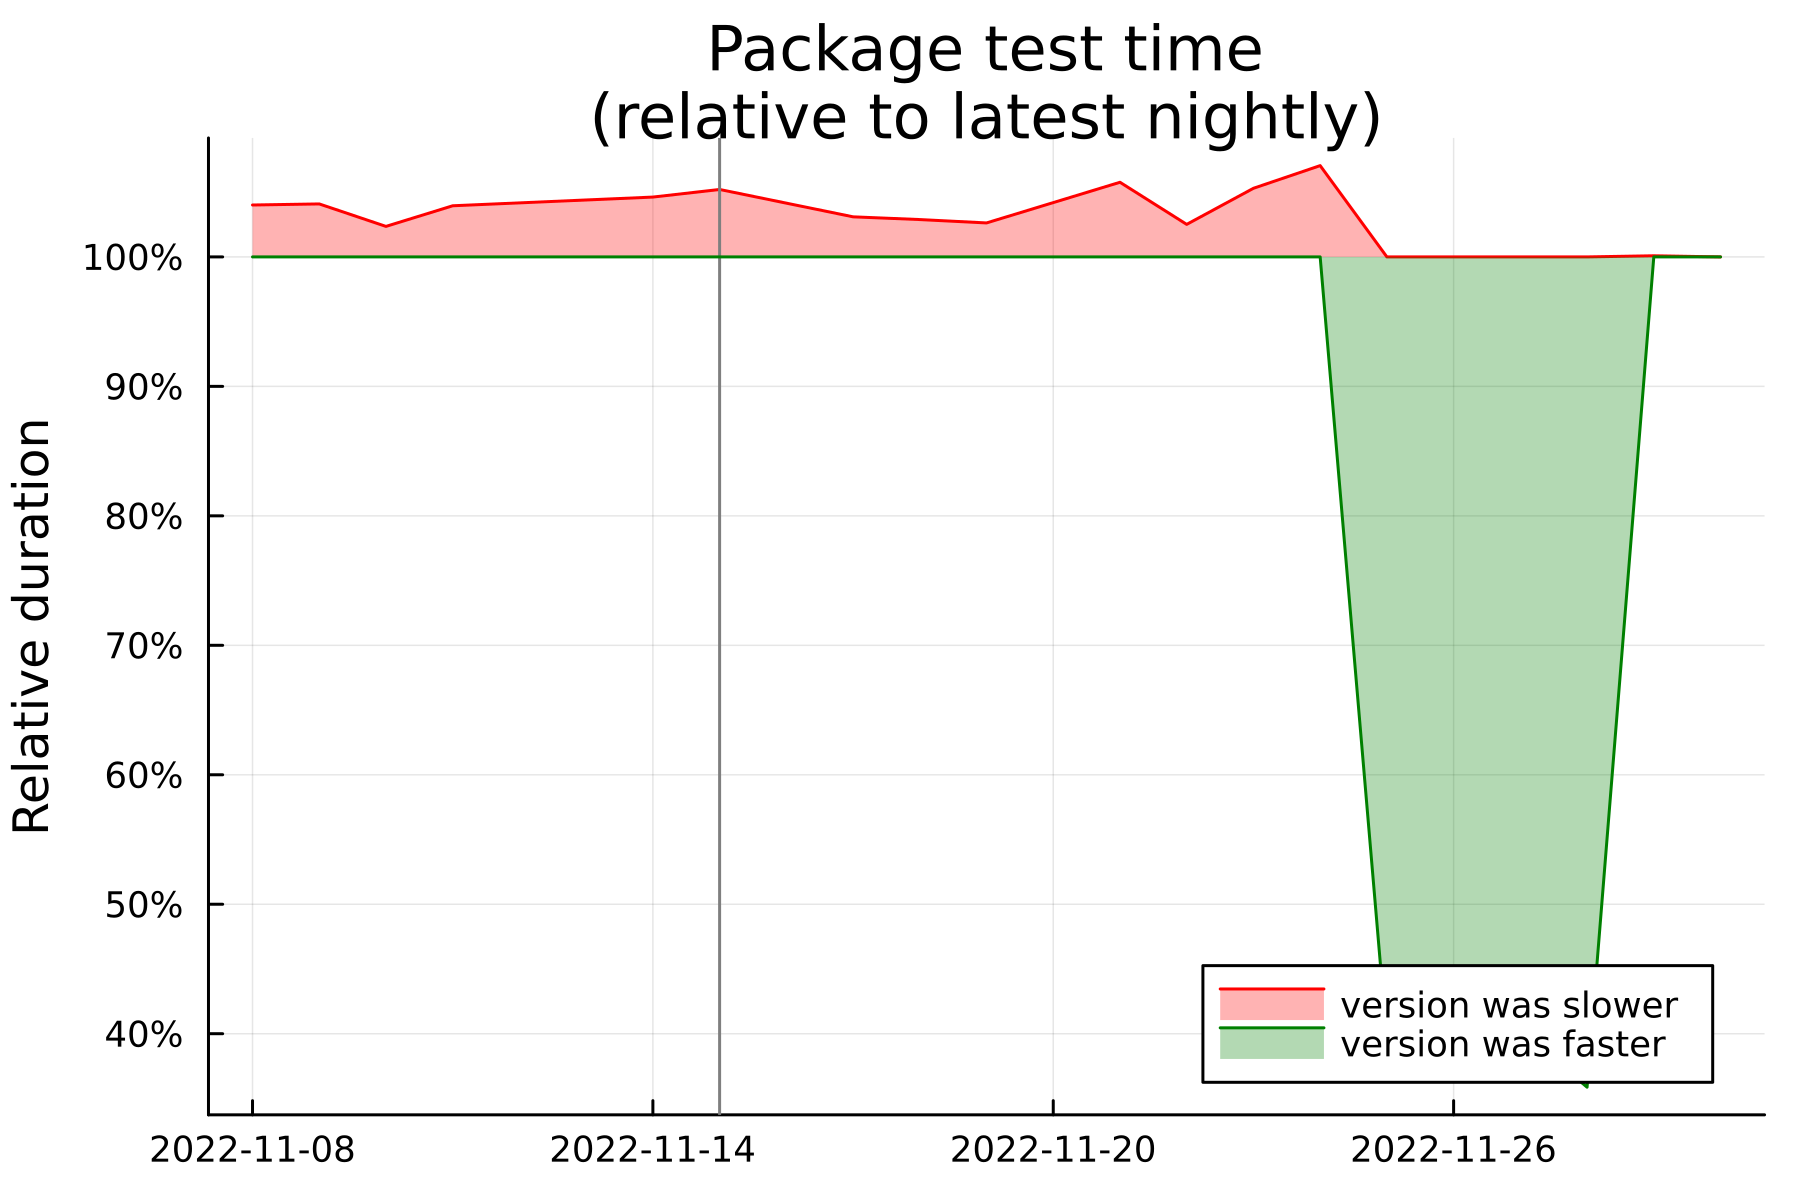 Package test time
(relative to latest nightly)
Relative duration
100%
90%
80%
70%
60%
50%
40%
version was slower
version was faster
2022-11-08
2022-11-14
2022-11-20
2022-11-26